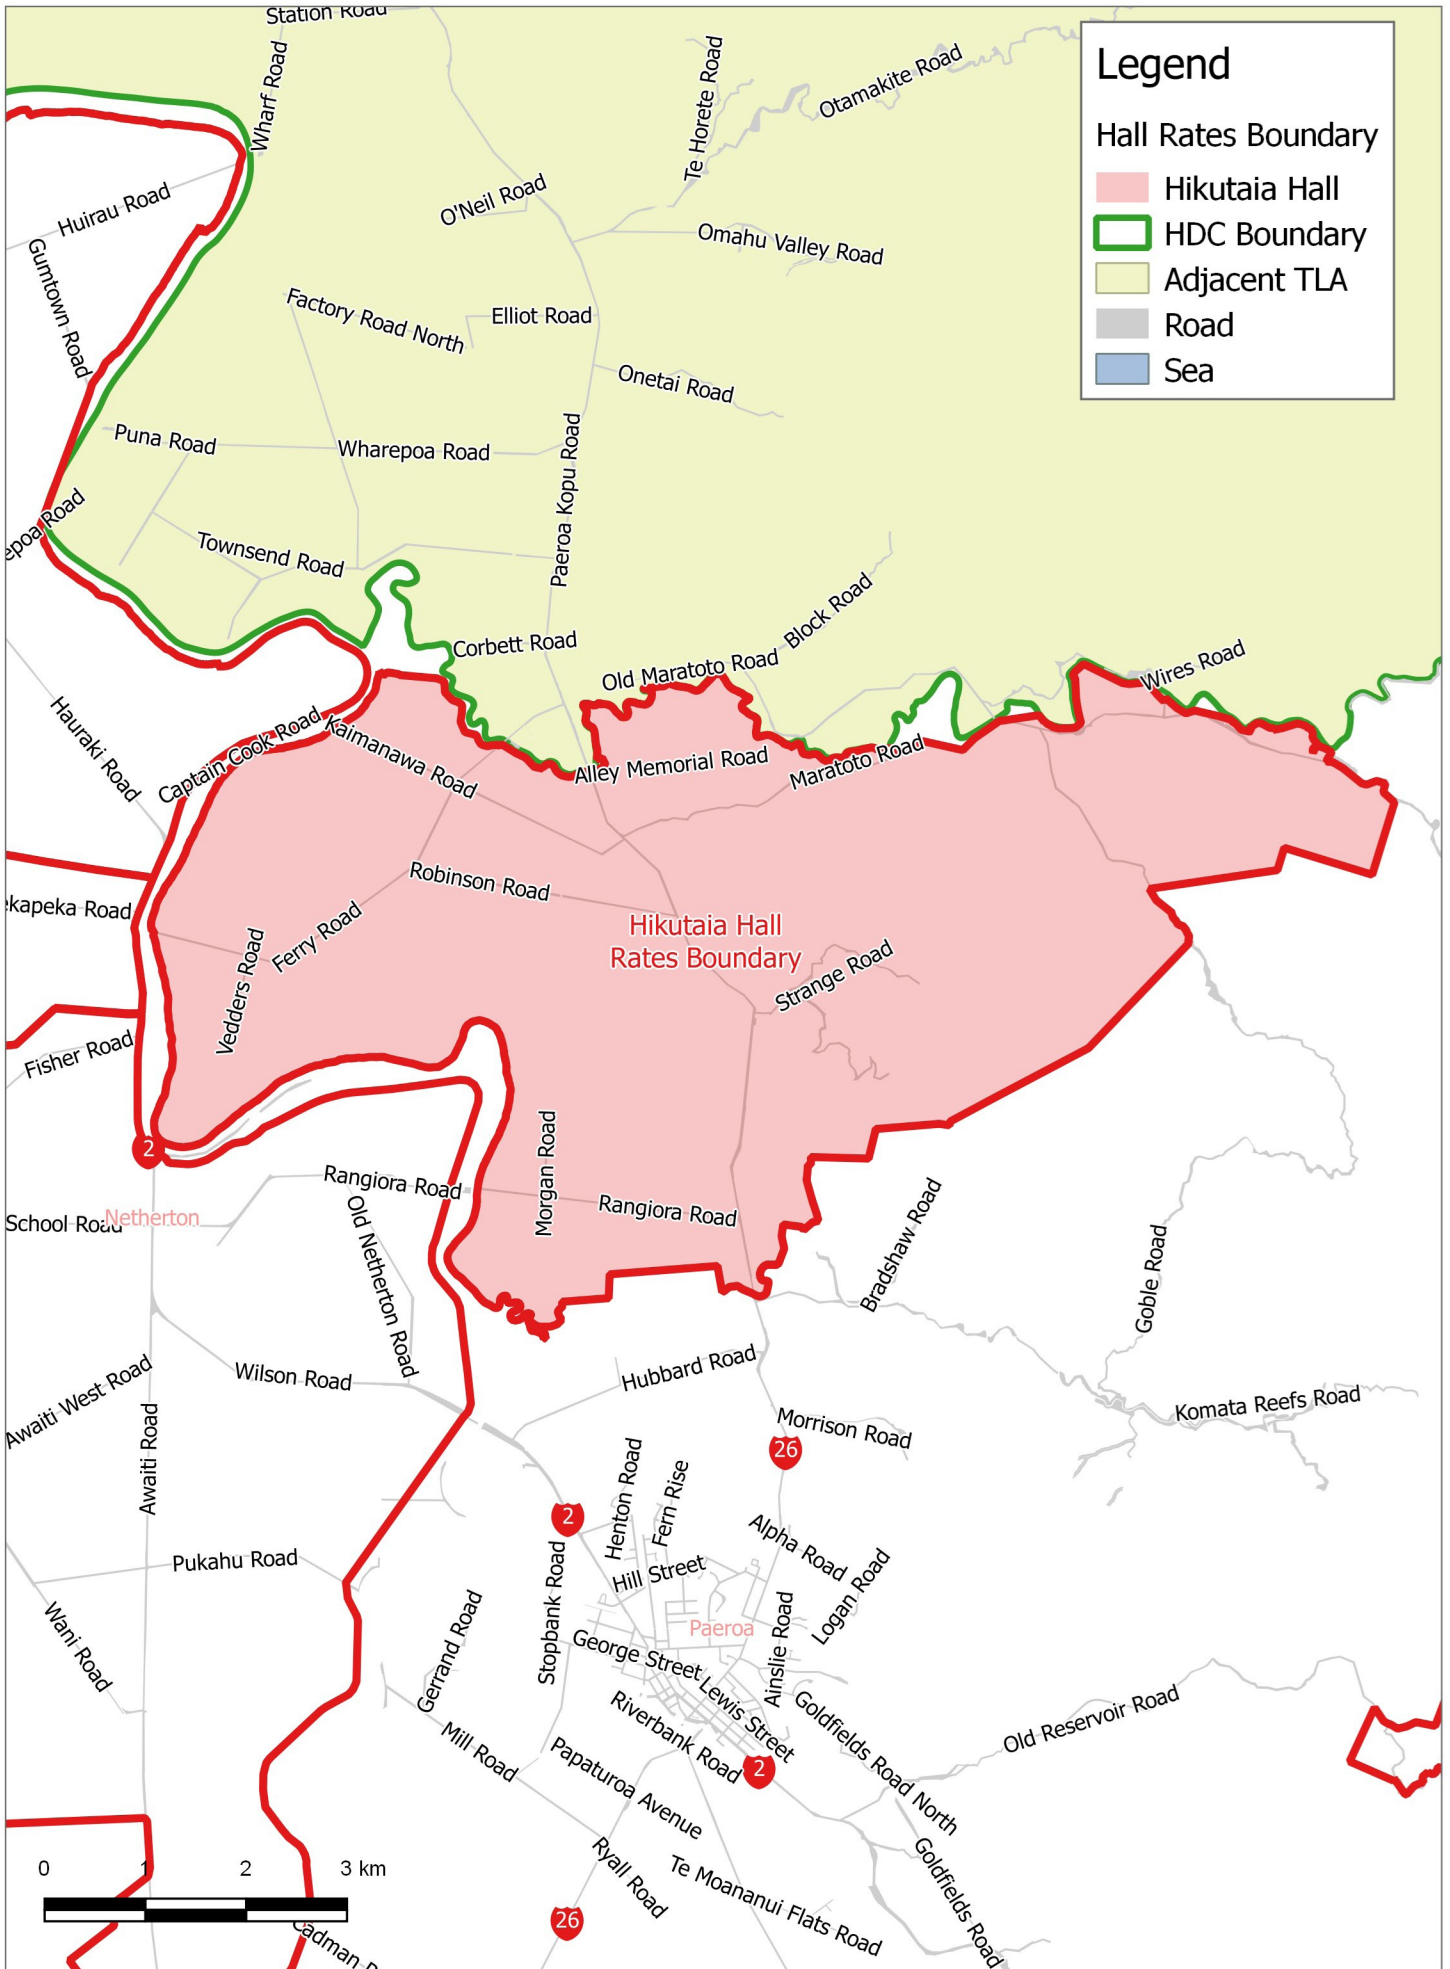 Station Road
Wharf Road
Te Horete Road
Otamakite Road
Legend
Hall Rates Boundary
Hikutaia Hall
HDC Boundary
Adjacent TLA
Road
Sea
Huirau Road
O'Neil Road
Omahu Valley Road
Gumtown Road
Factory Road North
Elliot Road
Onetai Road
Puna Road
Wharepoa Road
Paeroa Kopu Road
epoa Road
Townsend Road
Block Road
Corbett Road
Old Maratoto Road
Wires Road
Hauraki Road
Captain Cook Road
Kaimanawa Road
Alley Memorial Road
Maratoto Road
Robinson Road
ekapeka Road
Ferry Road
Vedders Road
Hikutaia Hall
Rates Boundary
Strange Road
Fisher Road
2
Morgan Road
Rangiora Road
Rangiora Road
School Road
Netherton
Old Netherton Road
Bradshaw Road
Goble Road
Awaiti West Road
Wilson Road
Hubbard Road
Komata Reefs Road
Awaiti Road
Morrison Road
26
Henton Road
Fern Rise
2
Alpha Road
Pukahu Road
Hill Street
Logan Road
Stopbank Road
Wani Road
Gerrand Road
Paeroa
Ainslie Road
George Street
Lewis Street
Riverbank Road
Goldfields Road North
Old Reservoir Road
Mill Road
Papaturoa Avenue
2
Ryall Road
Te Moananui Flats Road
Goldfields Road
0 1 2 3 km
26
Cadman R